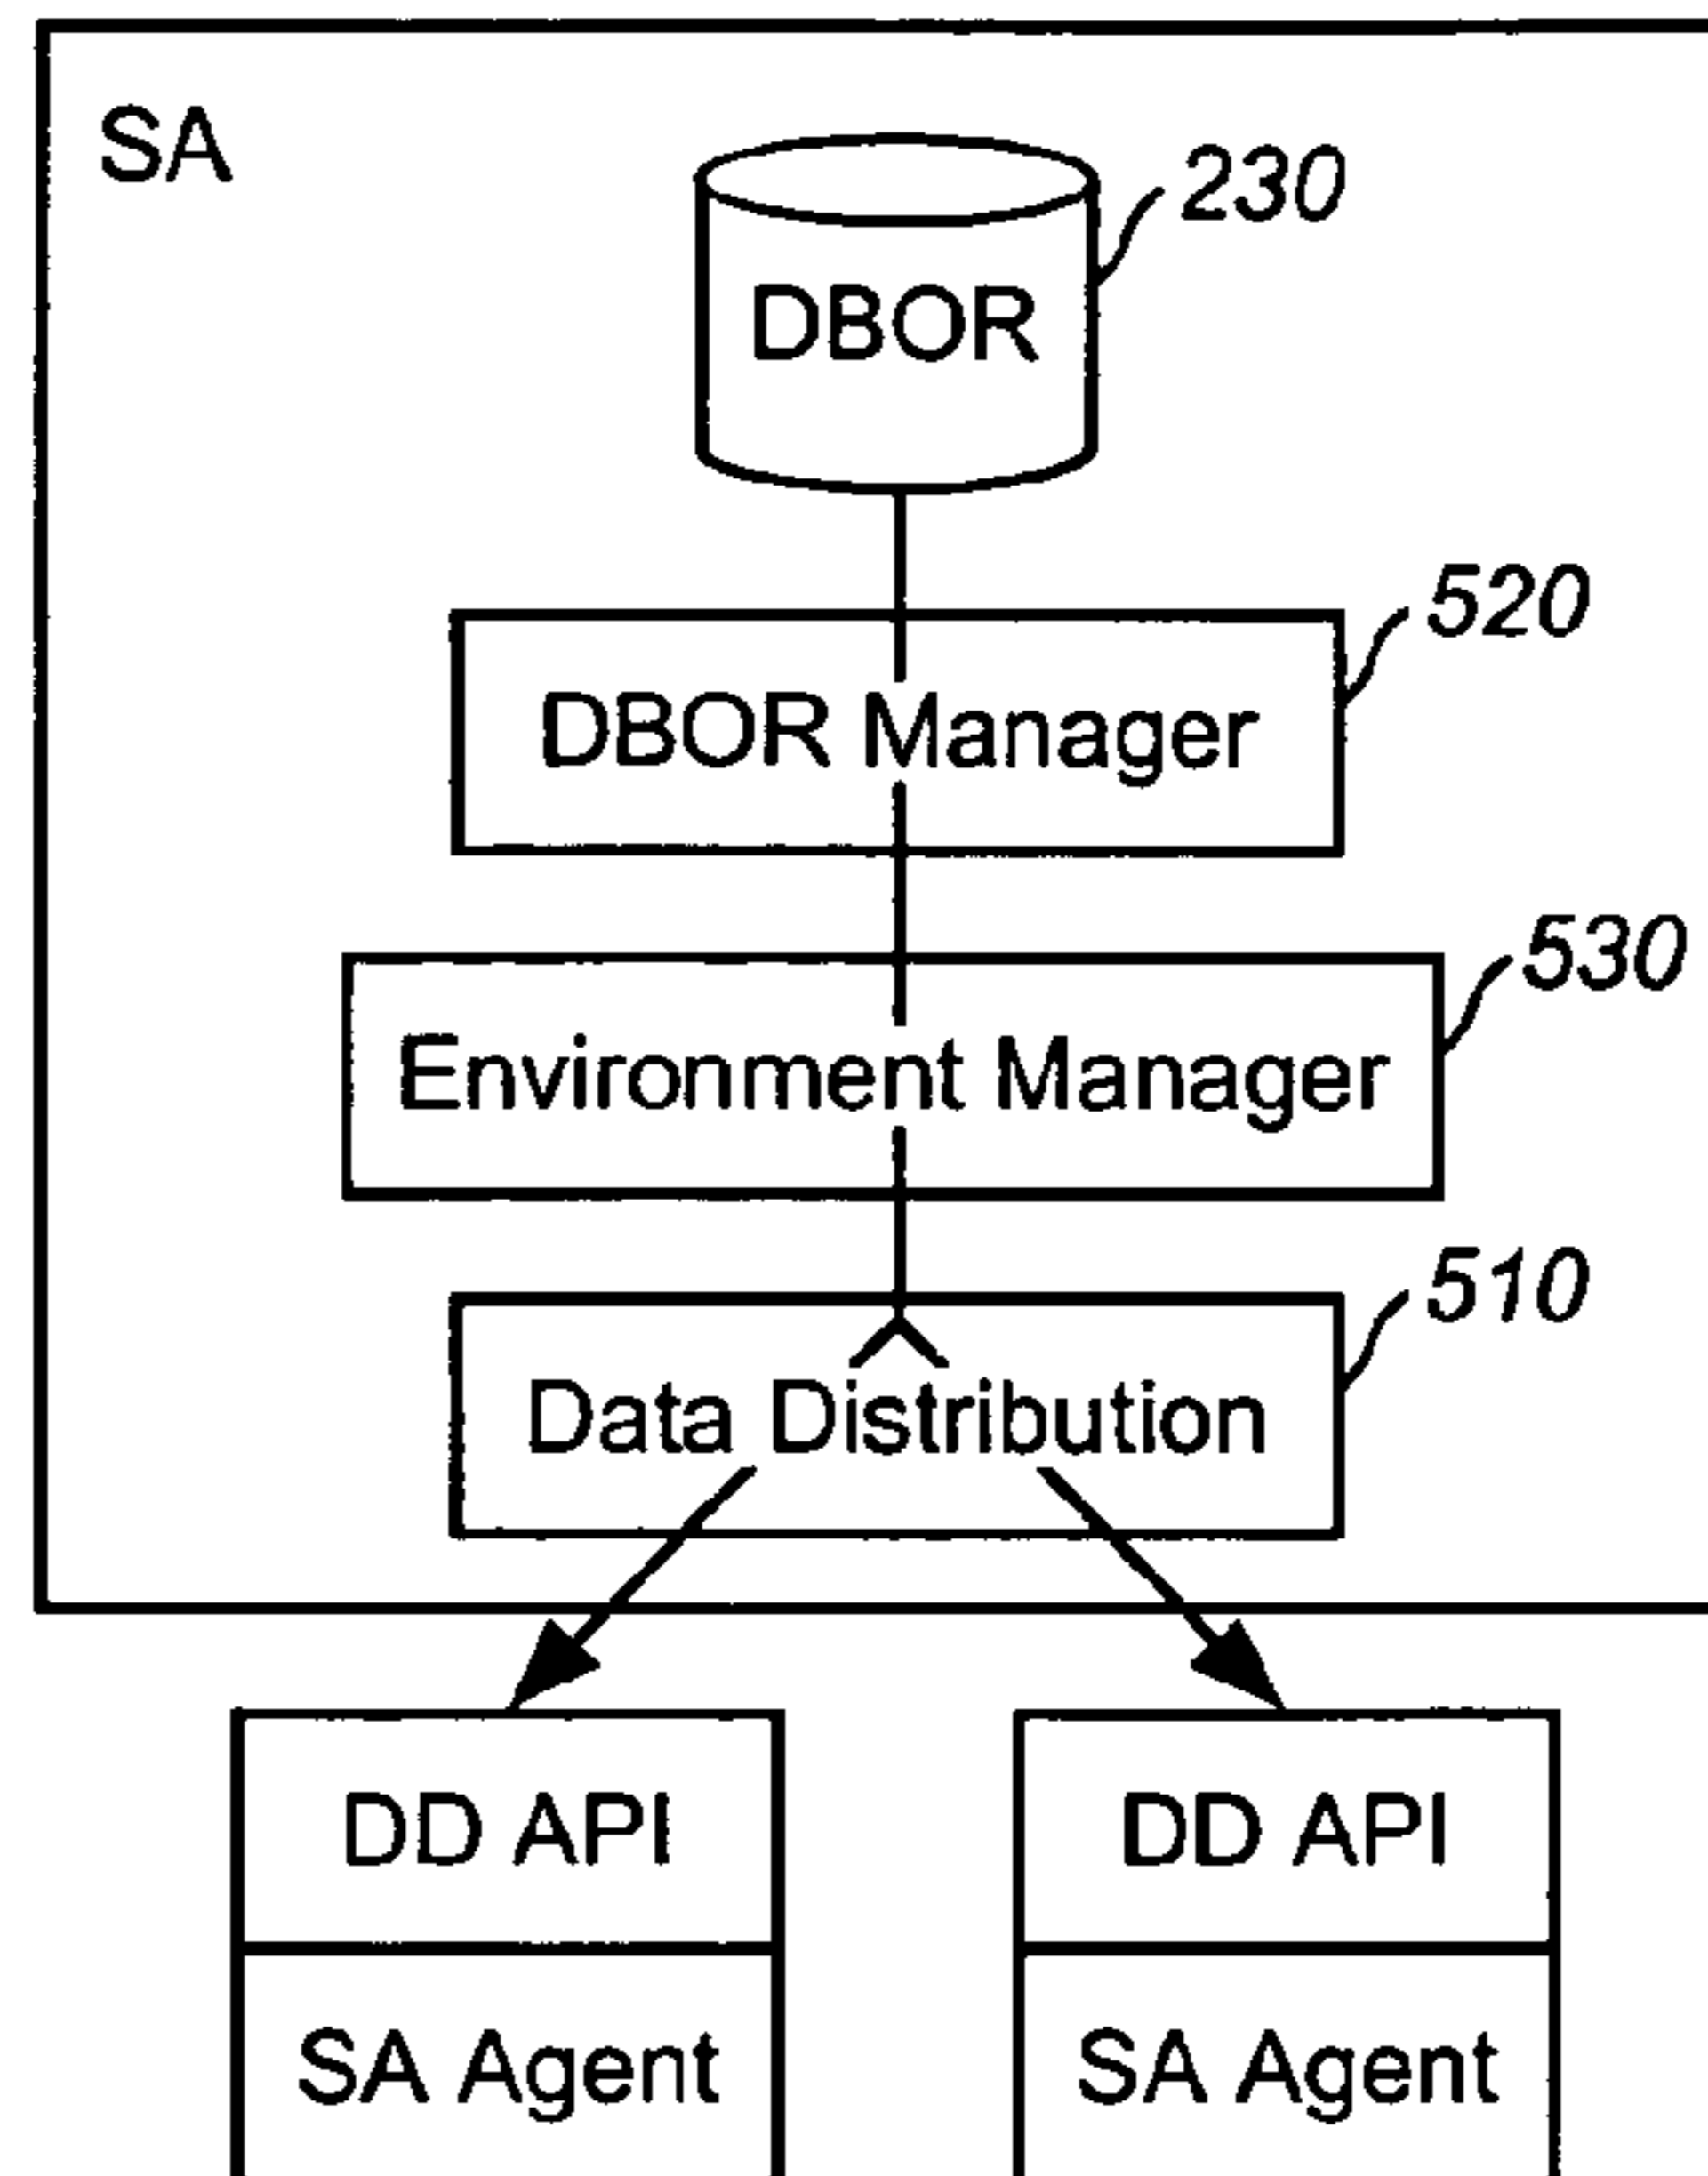 SA
230
DBOR
520
DBOR Manager
530
Environment Manager
510
Data Distribution
DD API DD API
SA Agent SA Agent